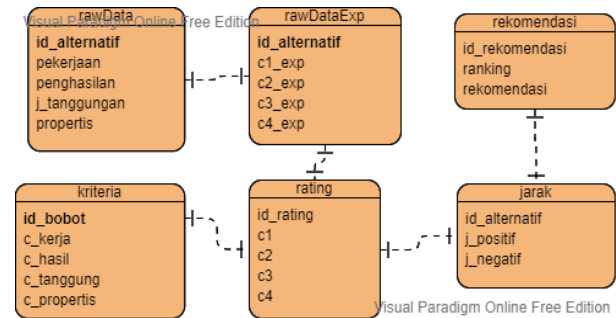 rawData
Visual Paradigm Online Free Edition
id_alternatif
pekerjaan
penghasilan
j_tanggungan
propertis
rawDataExp
id_alternatif
c1_exp
c2_exp
c3_exp
c4_exp
rekomendasi
id_rekomendasi
ranking
rekomendasi
kriteria
id_bobot
c_kerja
c_hasil
c_tanggung
c_propertis
rating
id_rating
c1
c2
c3
c4
jarak
id_alternatif
j_positif
j_negatif
Visual Paradigm Online Free Edition